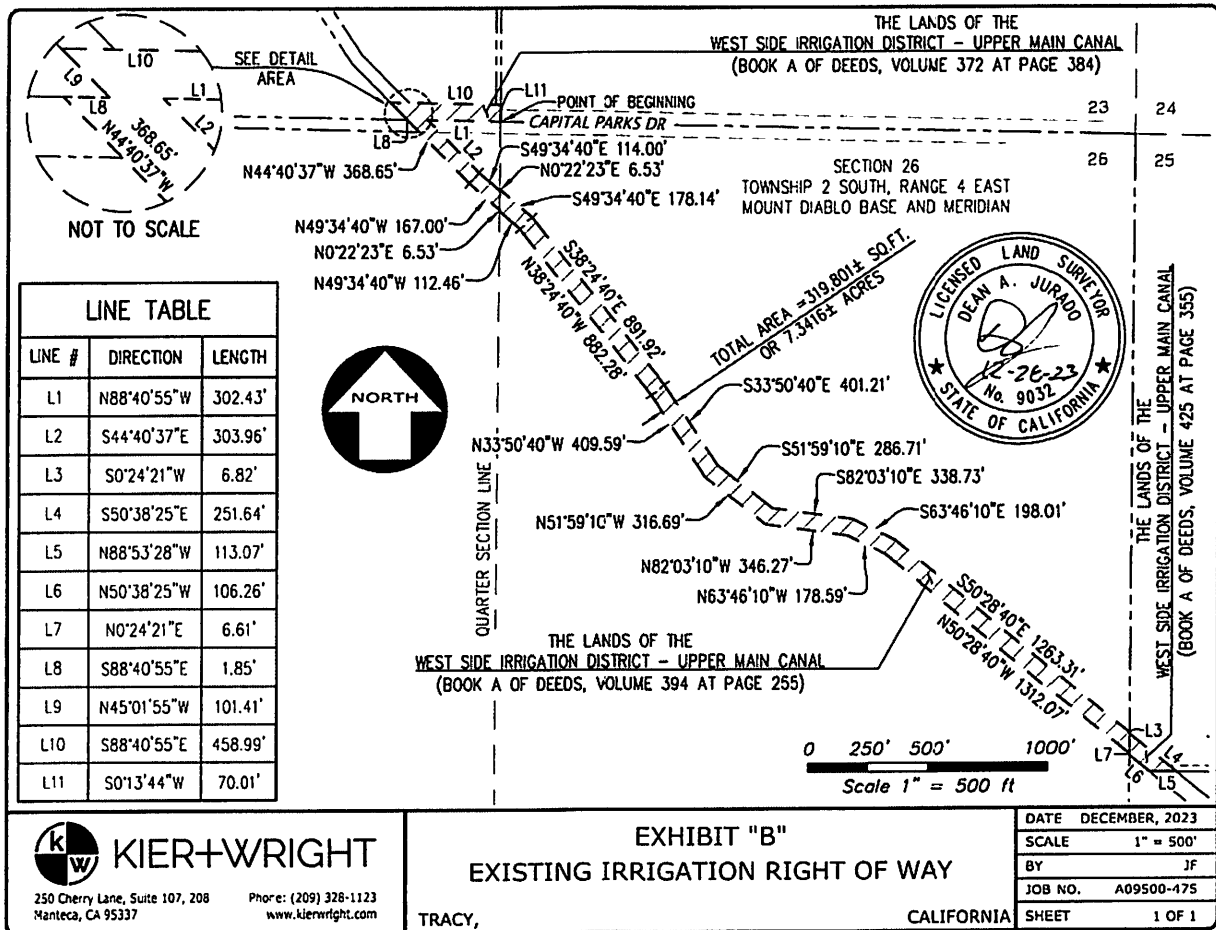 THE LANDS OF THE
WEST SIDE IRRIGATION DISTRICT - UPPER MAIN CANAL
(BOOK A OF DEEDS, VOLUME 372 AT PAGE 384)
L10
L9
L8
L1
L2
368.65'
N44°40'37"W
NOT TO SCALE
SEE DETAIL
AREA
L10
L11
POINT OF BEGINNING
CAPITAL PARKS DR
23
24
26
25
L8
L1
L2
N44°40'37"W 368.65'
S49°34'40"E 114.00'
N0°22'23"E 6.53'
S49°34'40"E 178.14'
N49°34'40"W 167.00'
N0°22'23"E 6.53'
N49°34'40"W 112.46'
SECTION 26
TOWNSHIP 2 SOUTH, RANGE 4 EAST
MOUNT DIABLO BASE AND MERIDIAN
S38°24'40"E 891.92'
N38°24'40"W 882.28'
TOTAL AREA =319,801± SQ.FT.
OR 7.3416± ACRES
LICENSED LAND SURVEYOR
DEAN A. JURADO
12-26-23
No. 9032
STATE OF CALIFORNIA
THE LANDS OF THE
WEST SIDE IRRIGATION DISTRICT - UPPER MAIN CANAL
(BOOK A OF DEEDS, VOLUME 425 AT PAGE 355)
LINE TABLE
LINE # DIRECTION LENGTH
L1 N88°40'55"W 302.43'
L2 S44°40'37"E 303.96'
L3 S0°24'21"W 6.82'
L4 S50°38'25"E 251.64'
L5 N88°53'28"W 113.07'
L6 N50°38'25"W 106.26'
L7 N0°24'21"E 6.61'
L8 S88°40'55"E 1.85'
L9 N45°01'55"W 101.41'
L10 S88°40'55"E 458.99'
L11 S0°13'44"W 70.01'
NORTH
QUARTER SECTION LINE
S33°50'40"E 401.21'
N33°50'40"W 409.59'
S51°59'10"E 286.71'
S82°03'10"E 338.73'
S63°46'10"E 198.01'
N51°59'10"W 316.69'
N82°03'10"W 346.27'
N63°46'10"W 178.59'
S50°28'40"E 1263.31'
N50°28'40"W 1312.07'
THE LANDS OF THE
WEST SIDE IRRIGATION DISTRICT - UPPER MAIN CANAL
(BOOK A OF DEEDS, VOLUME 394 AT PAGE 255)
L3
L7
L4
L6
L5
0 250' 500' 1000'
Scale 1" = 500 ft
kw KIER+WRIGHT
250 Cherry Lane, Suite 107, 208 Phone: (209) 328-1123
Manteca, CA 95337 www.kierwright.com
EXHIBIT "B"
EXISTING IRRIGATION RIGHT OF WAY
TRACY, CALIFORNIA
DATE DECEMBER, 2023
SCALE 1" = 500'
BY JF
JOB NO. A09500-475
SHEET 1 OF 1